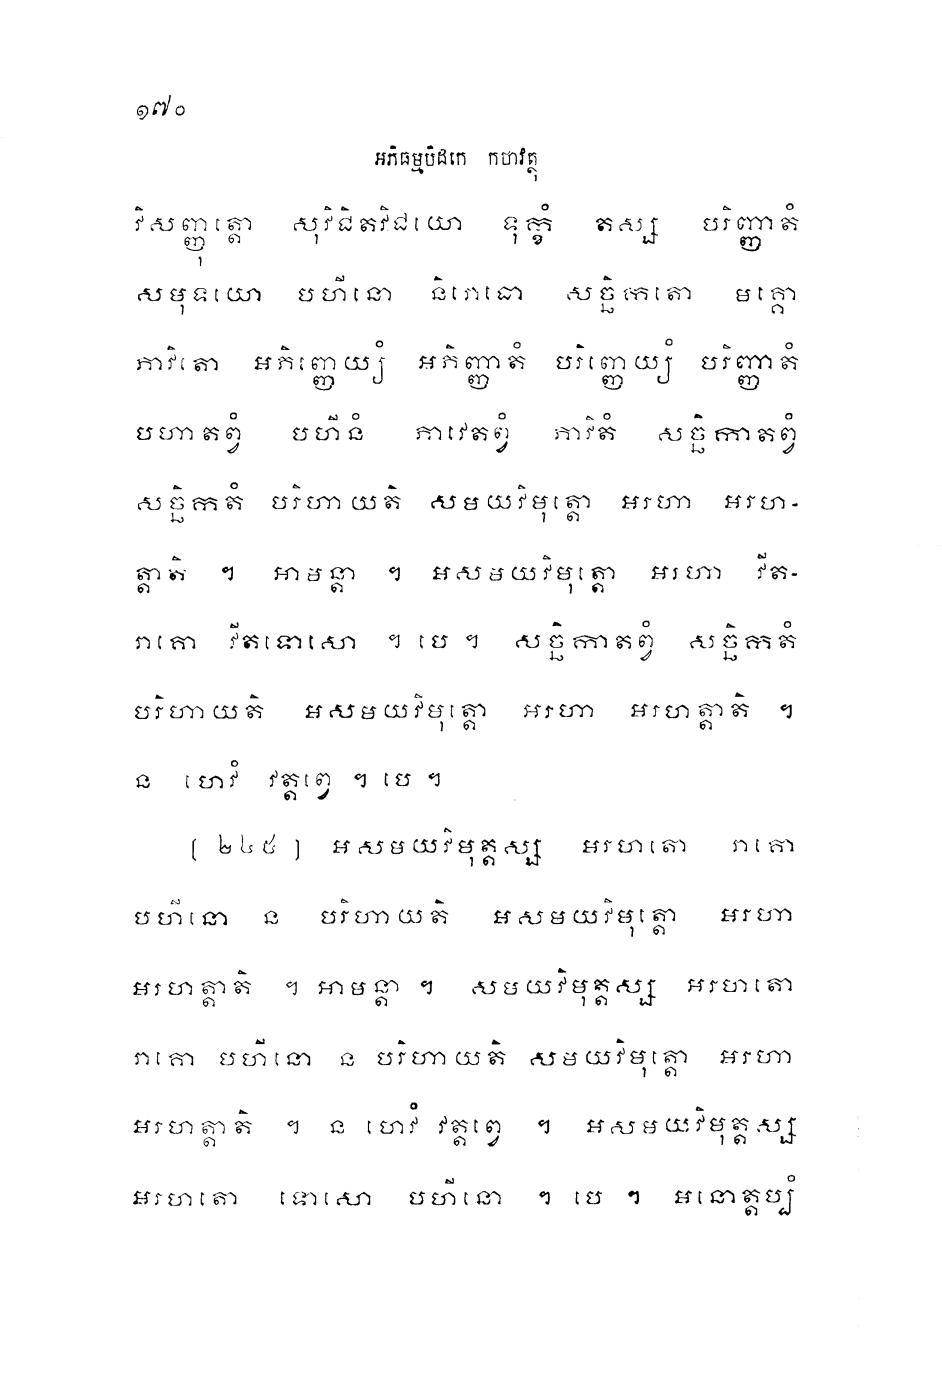 ១៧០
អភិធម្មបិដកេ កថាវត្ថុ
វិសញ្ញុត្តោ សុវិជិតវិជយោ ទុក្ខំ តស្ស បរិញ្ញាតំ
សមុទយោ បហីនោ និរោធោ សច្ឆិកតោ មគ្គោ
ភាវិតោ អភិញ្ញេយ្យំ អភិញ្ញាតំ បរិញ្ញេយ្យំ បរិញ្ញាតំ
បហាតព្វំ បហីនំ ភាវេតព្វំ ភាវិតំ សច្ឆិកាតព្វំ
សច្ឆិកតំ បរិហាយតិ សមយវិមុត្តោ អរហា អរហ-
ត្តាតិ ។ អាមន្តា ។ អសមយវិមុត្តោ អរហា វីត-
រាគោ វីតទោសោ ។ បេ ។ សច្ឆិកាតព្វំ សច្ឆិកតំ
បរិហាយតិ អសមយវិមុត្តោ អរហា អរហត្តាតិ ។
ន ហេវំ វត្តព្វេ ។ បេ ។
[ ២៤៥ ] អសមយវិមុត្តស្ស អរហតោ រាគោ
បហីនោ ន បរិហាយតិ អសមយវិមុត្តោ អរហា
អរហត្តាតិ ។ អាមន្តា ។ សមយវិមុត្តស្ស អរហតោ
រាគោ បហីនោ ន បរិហាយតិ សមយវិមុត្តោ អរហា
អរហត្តាតិ ។ ន ហេវំ វត្តព្វេ ។ អសមយវិមុត្តស្ស
អរហតោ ទោសោ បហីនោ ។ បេ ។ អនោត្តប្បំ